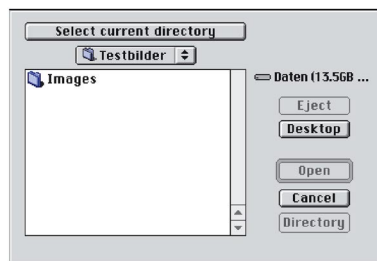 Select current directory
Testbilder
Images
Daten (13.5GB ...
Eject
Desktop
Open
Cancel
Directory